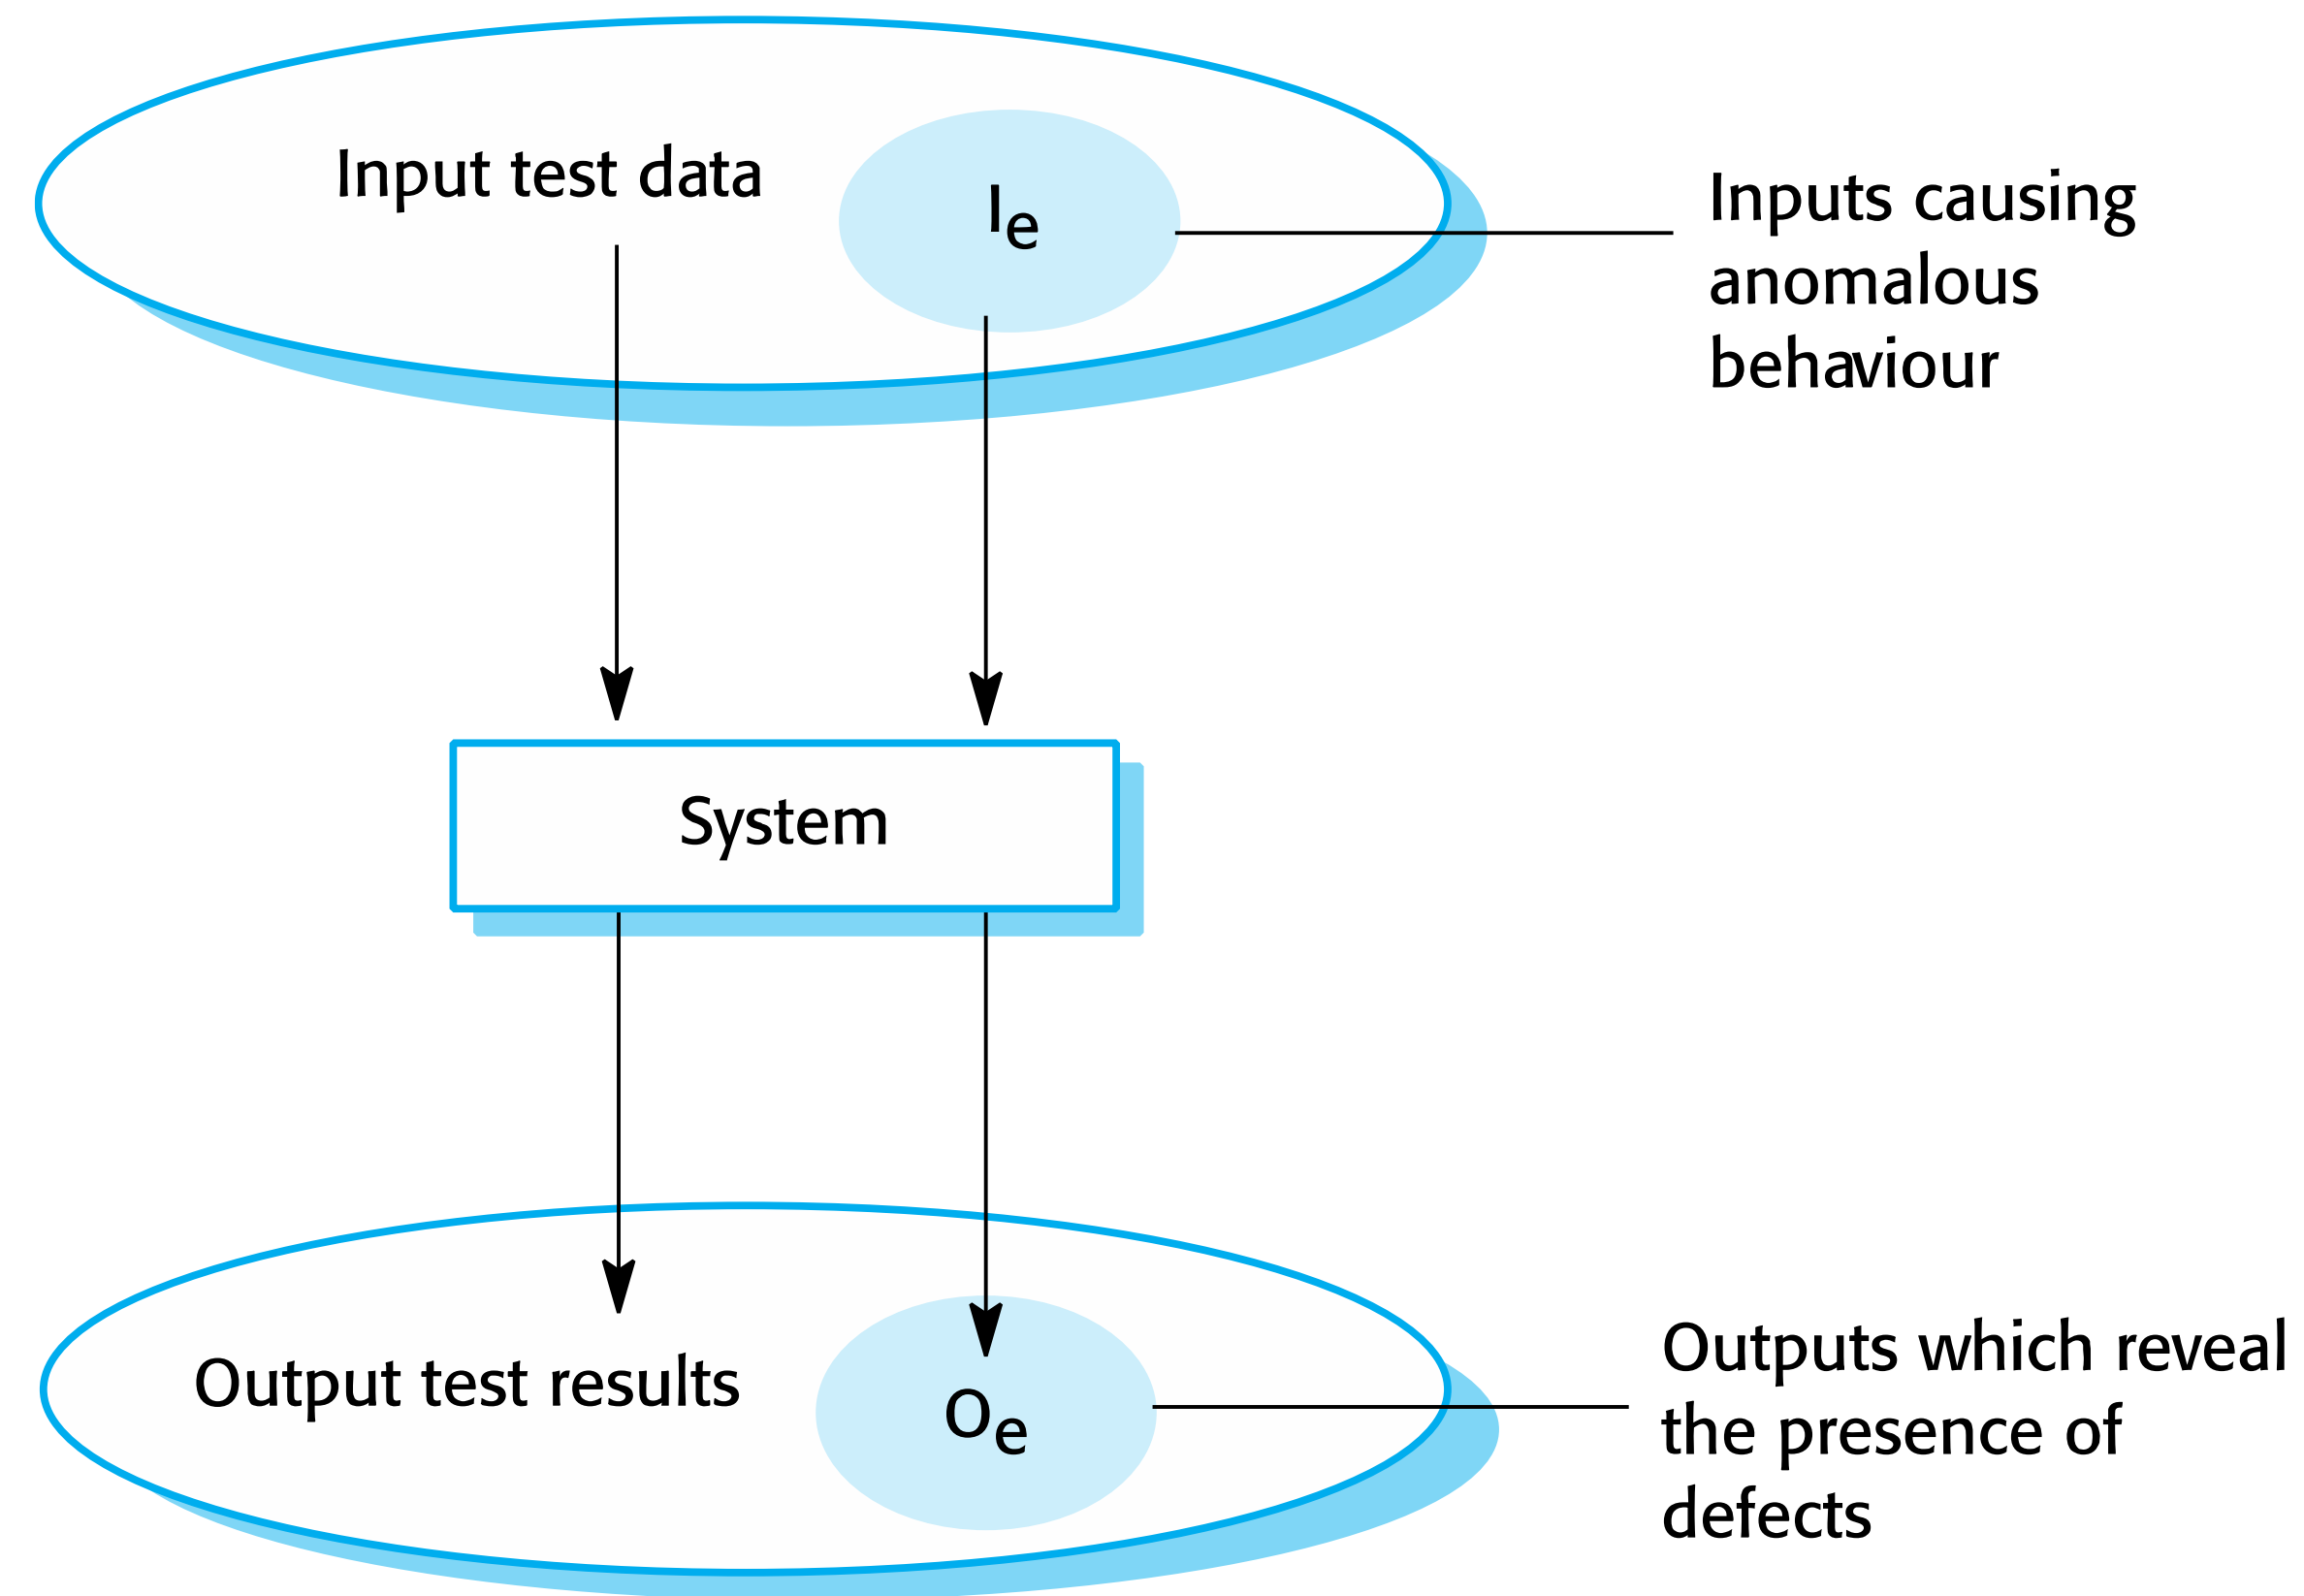 Input test data
Iₑ
Inputs causing
anomalous
behaviour
System
Output test results
Oₑ
Outputs which reveal
the presence of
defects